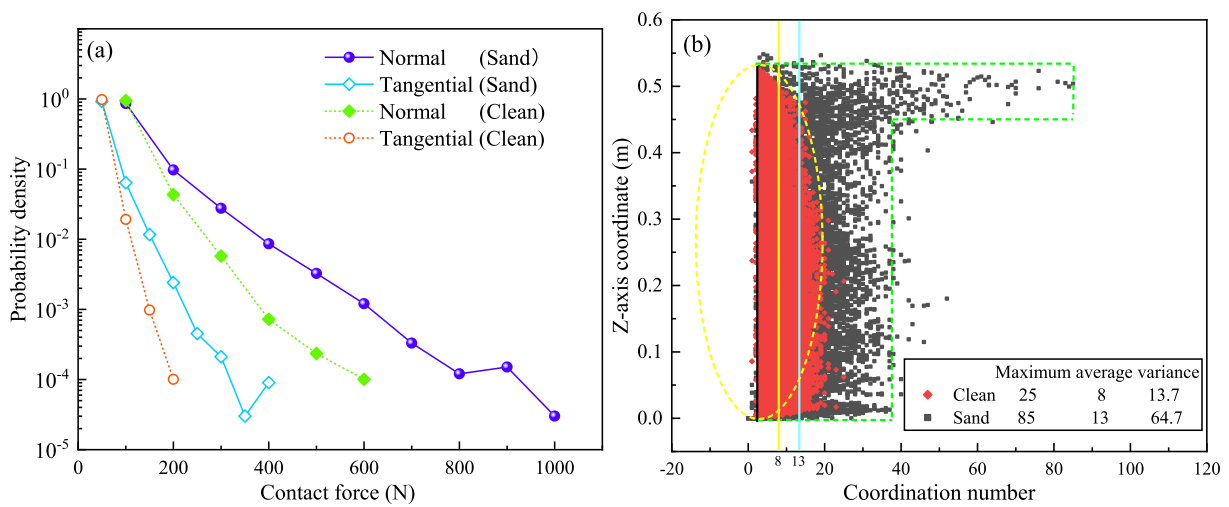 (a)
Normal (Sand)
Tangential (Sand)
Normal (Clean)
Tangential (Clean)
Probability density
10^0
10^-1
10^-2
10^-3
10^-4
10^-5
0 200 400 600 800 1000
Contact force (N)
(b)
Z-axis coordinate (m)
0.6
0.5
0.4
0.3
0.2
0.1
0.0
Maximum average variance
Clean 25 8 13.7
Sand 85 13 64.7
-20 0 8 13 20 40 60 80 100 120
Coordination number